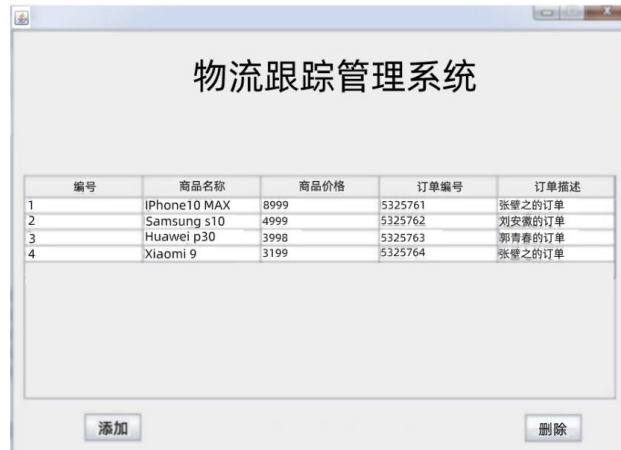 物流跟踪管理系统
编号 商品名称 商品价格 订单编号 订单描述
1 IPhone10 MAX 8999 5325761 张壁之的订单
2 Samsung s10 4999 5325762 刘安徽的订单
3 Huawei p30 3998 5325763 郭青春的订单
4 Xiaomi 9 3199 5325764 张壁之的订单
添加 删除